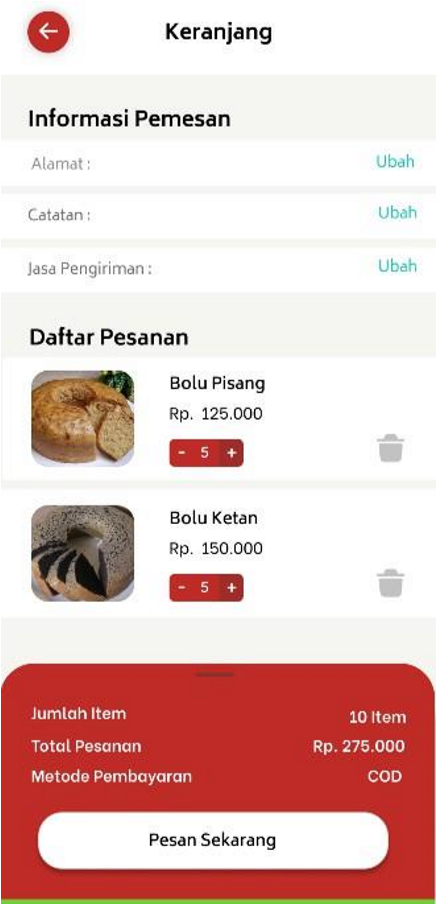 Keranjang
Informasi Pemesan
Alamat : Ubah
Catatan : Ubah
Jasa Pengiriman : Ubah
Daftar Pesanan
Bolu Pisang
Rp. 125.000
- 5 +
Bolu Ketan
Rp. 150.000
- 5 +
Jumlah Item 10 Item
Total Pesanan Rp. 275.000
Metode Pembayaran COD
Pesan Sekarang